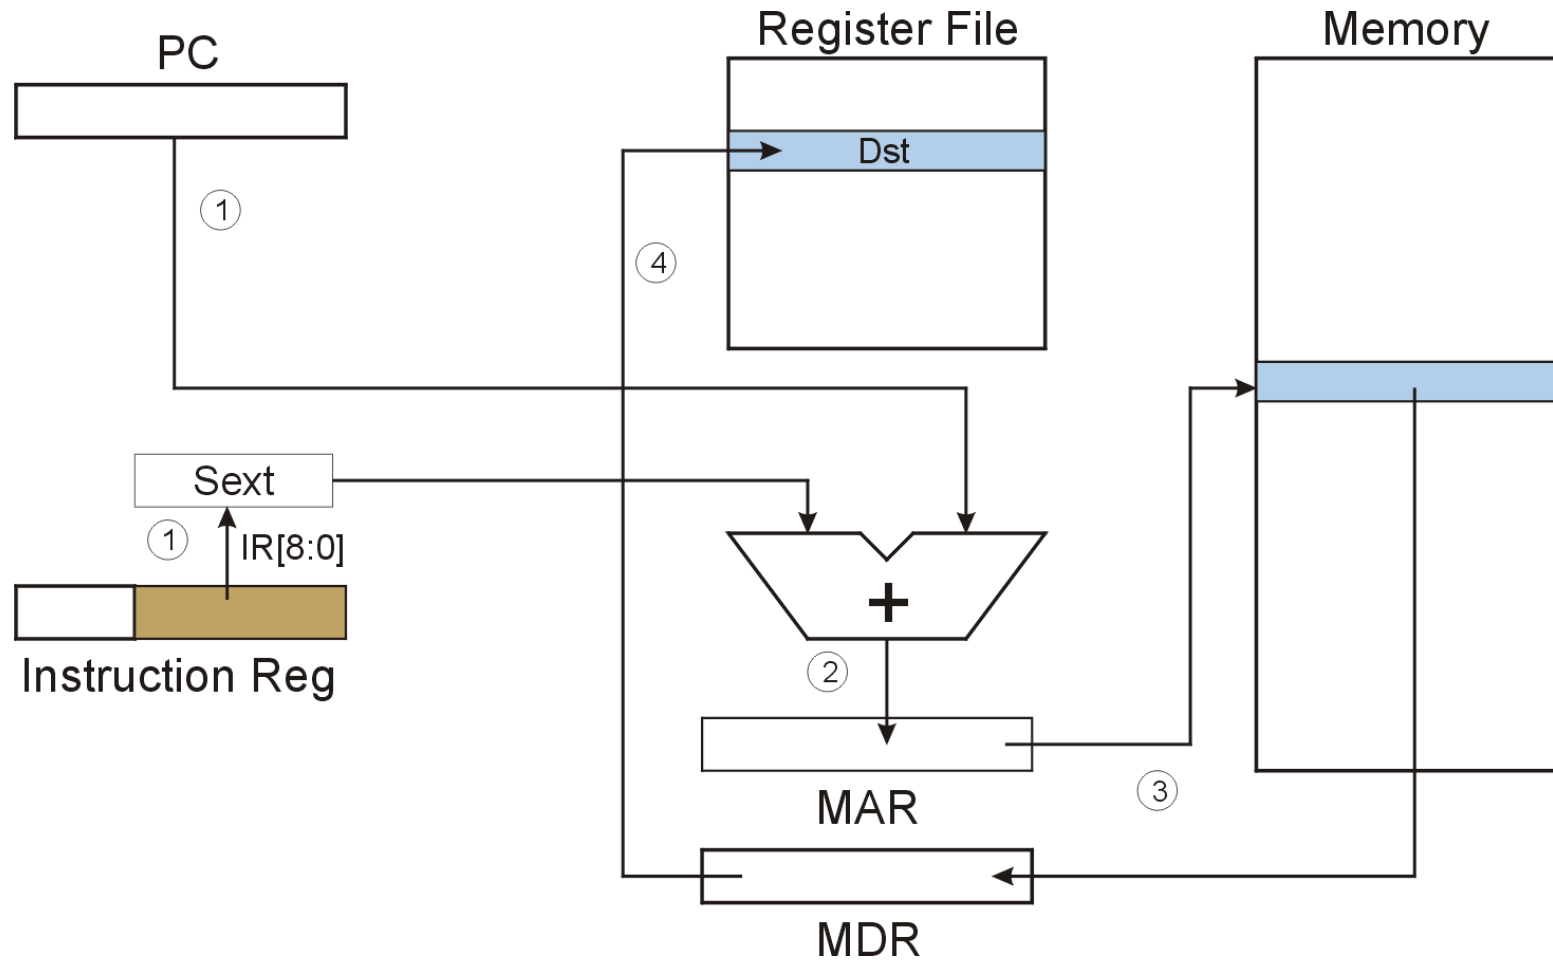 Register File
Memory
PC
Dst
1
4
Sext
1
IR[8:0]
+
Instruction Reg
2
3
MAR
MDR